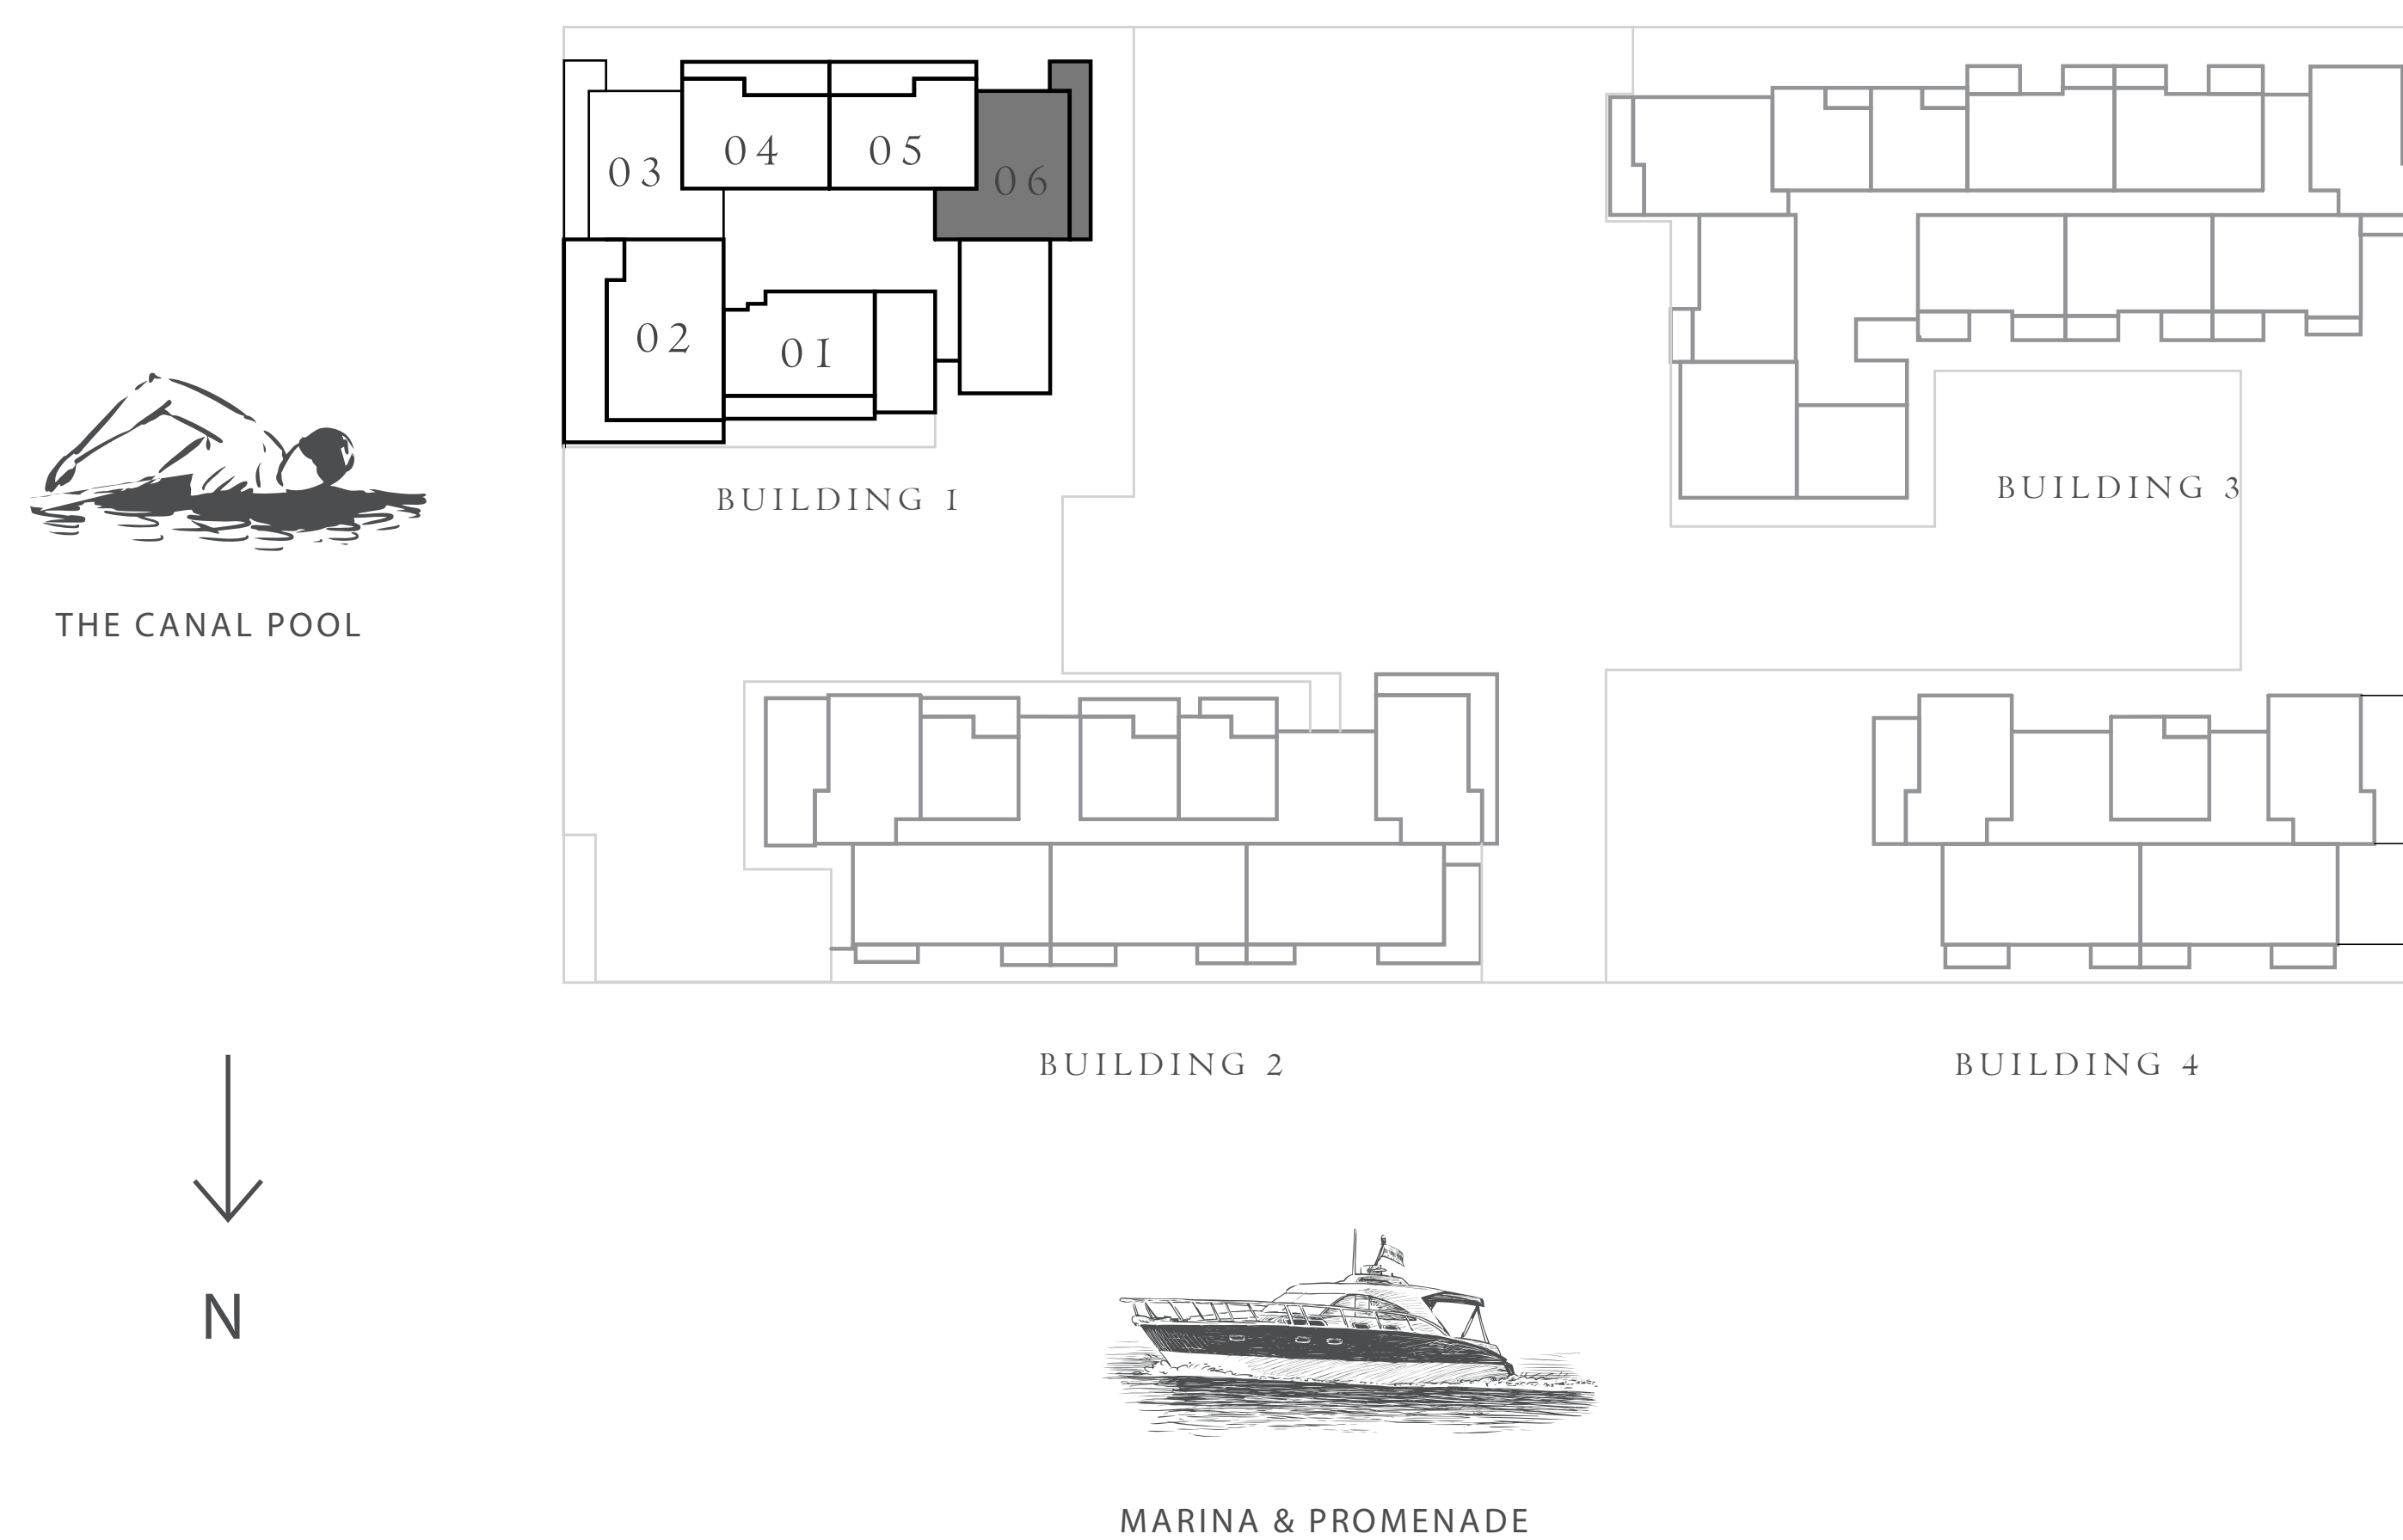 04
05
03
06
02
01
BUILDING 1
BUILDING 3
THE CANAL POOL
BUILDING 2
BUILDING 4
N
MARINA & PROMENADE